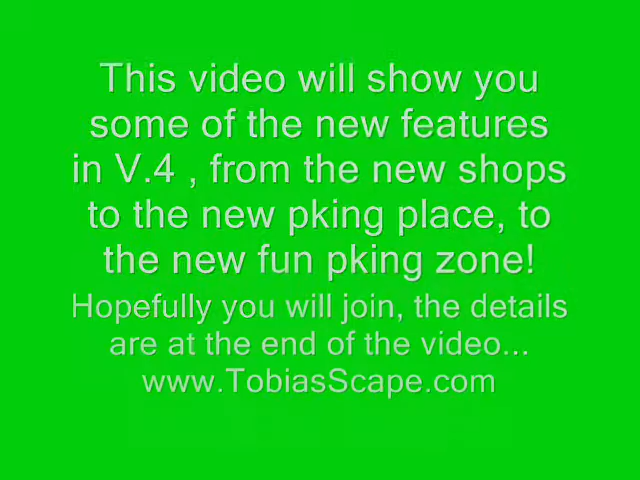 This video will show you
some of the new features
in V.4 , from the new shops
to the new pking place, to
the new fun pking zone!
Hopefully you will join, the details
are at the end of the video...
www.TobiasScape.com